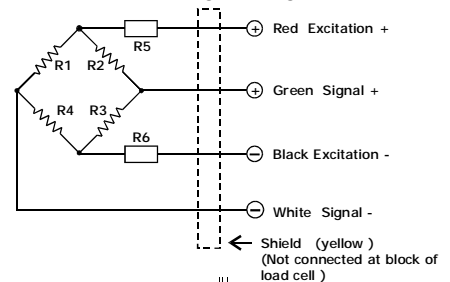 R5
Red Excitation +
R1
R2
Green Signal +
R4
R3
R6
Black Excitation -
White Signal -
Shield (yellow )
(Not connected at block of
load cell )